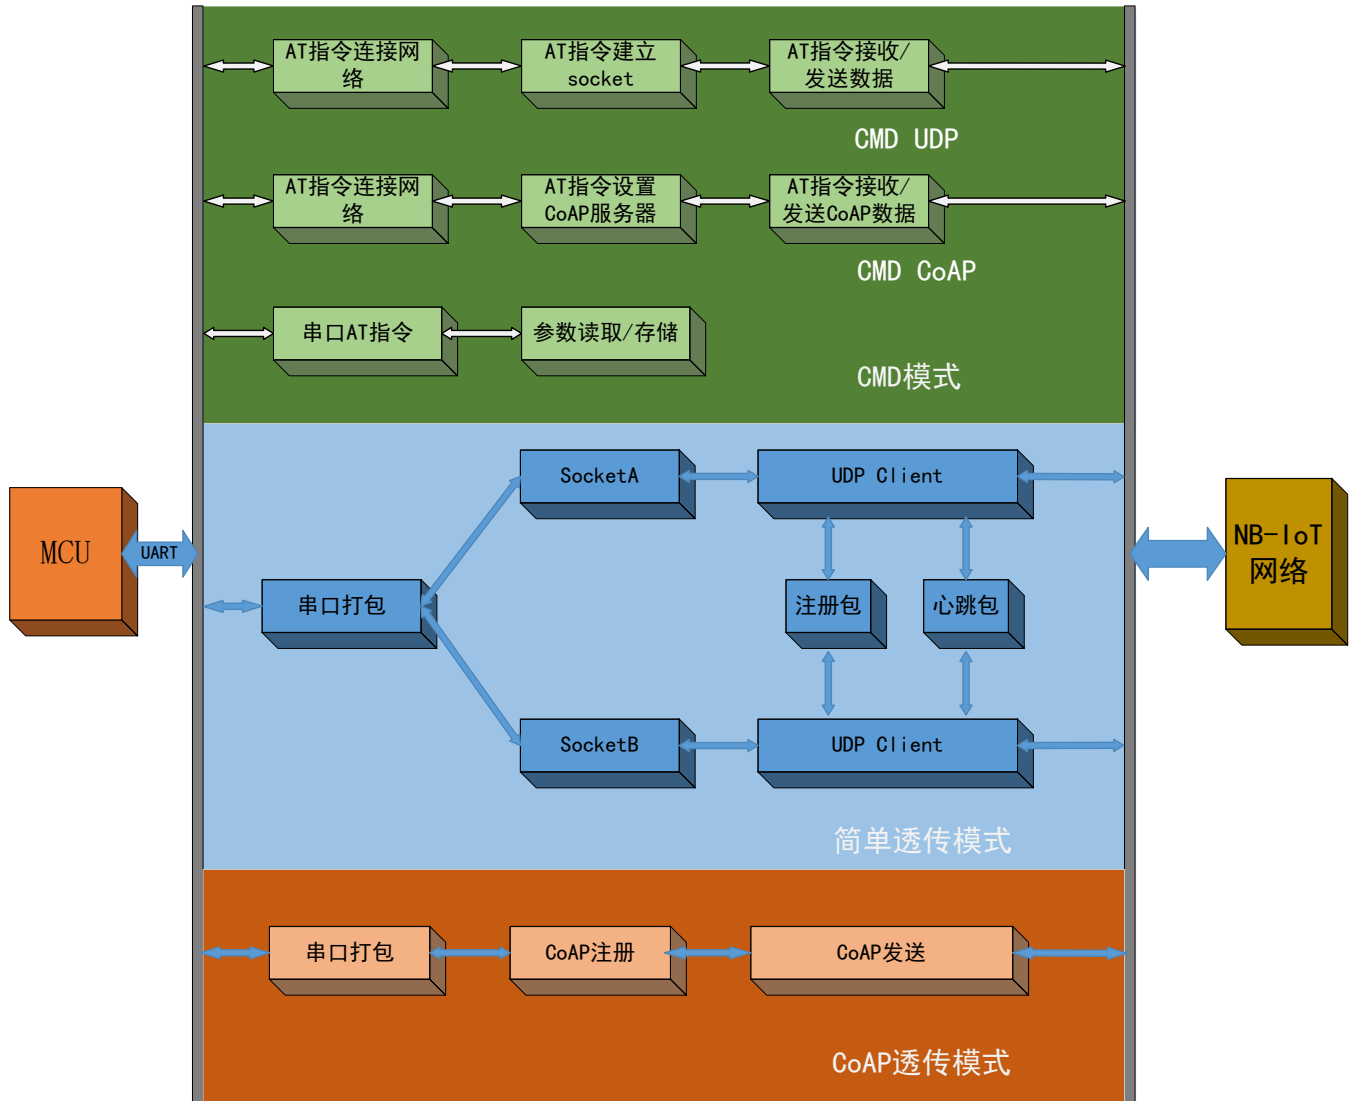 AT指令连接网
络
AT指令建立
socket
AT指令接收/
发送数据
CMD UDP
AT指令连接网
络
AT指令设置
CoAP服务器
AT指令接收/
发送CoAP数据
CMD CoAP
串口AT指令
参数读取/存储
CMD模式
SocketA
UDP Client
MCU
UART
串口打包
注册包
心跳包
NB-IoT
网络
SocketB
UDP Client
简单透传模式
串口打包
CoAP注册
CoAP发送
CoAP透传模式